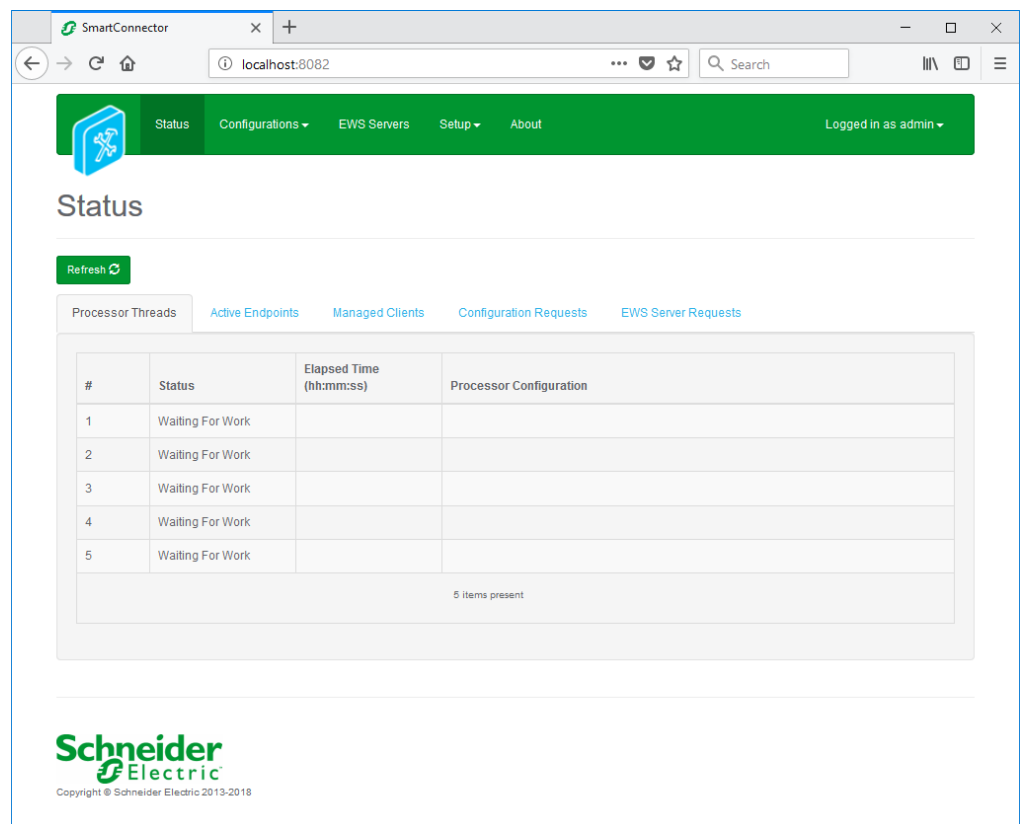 SmartConnector
localhost:8082
Search
Status Configurations EWS Servers Setup About Logged in as admin
Status
Refresh
Processor Threads Active Endpoints Managed Clients Configuration Requests EWS Server Requests
# Status Elapsed Time (hh:mm:ss) Processor Configuration
1 Waiting For Work
2 Waiting For Work
3 Waiting For Work
4 Waiting For Work
5 Waiting For Work
5 items present
Schneider
Electric
Copyright © Schneider Electric 2013-2018